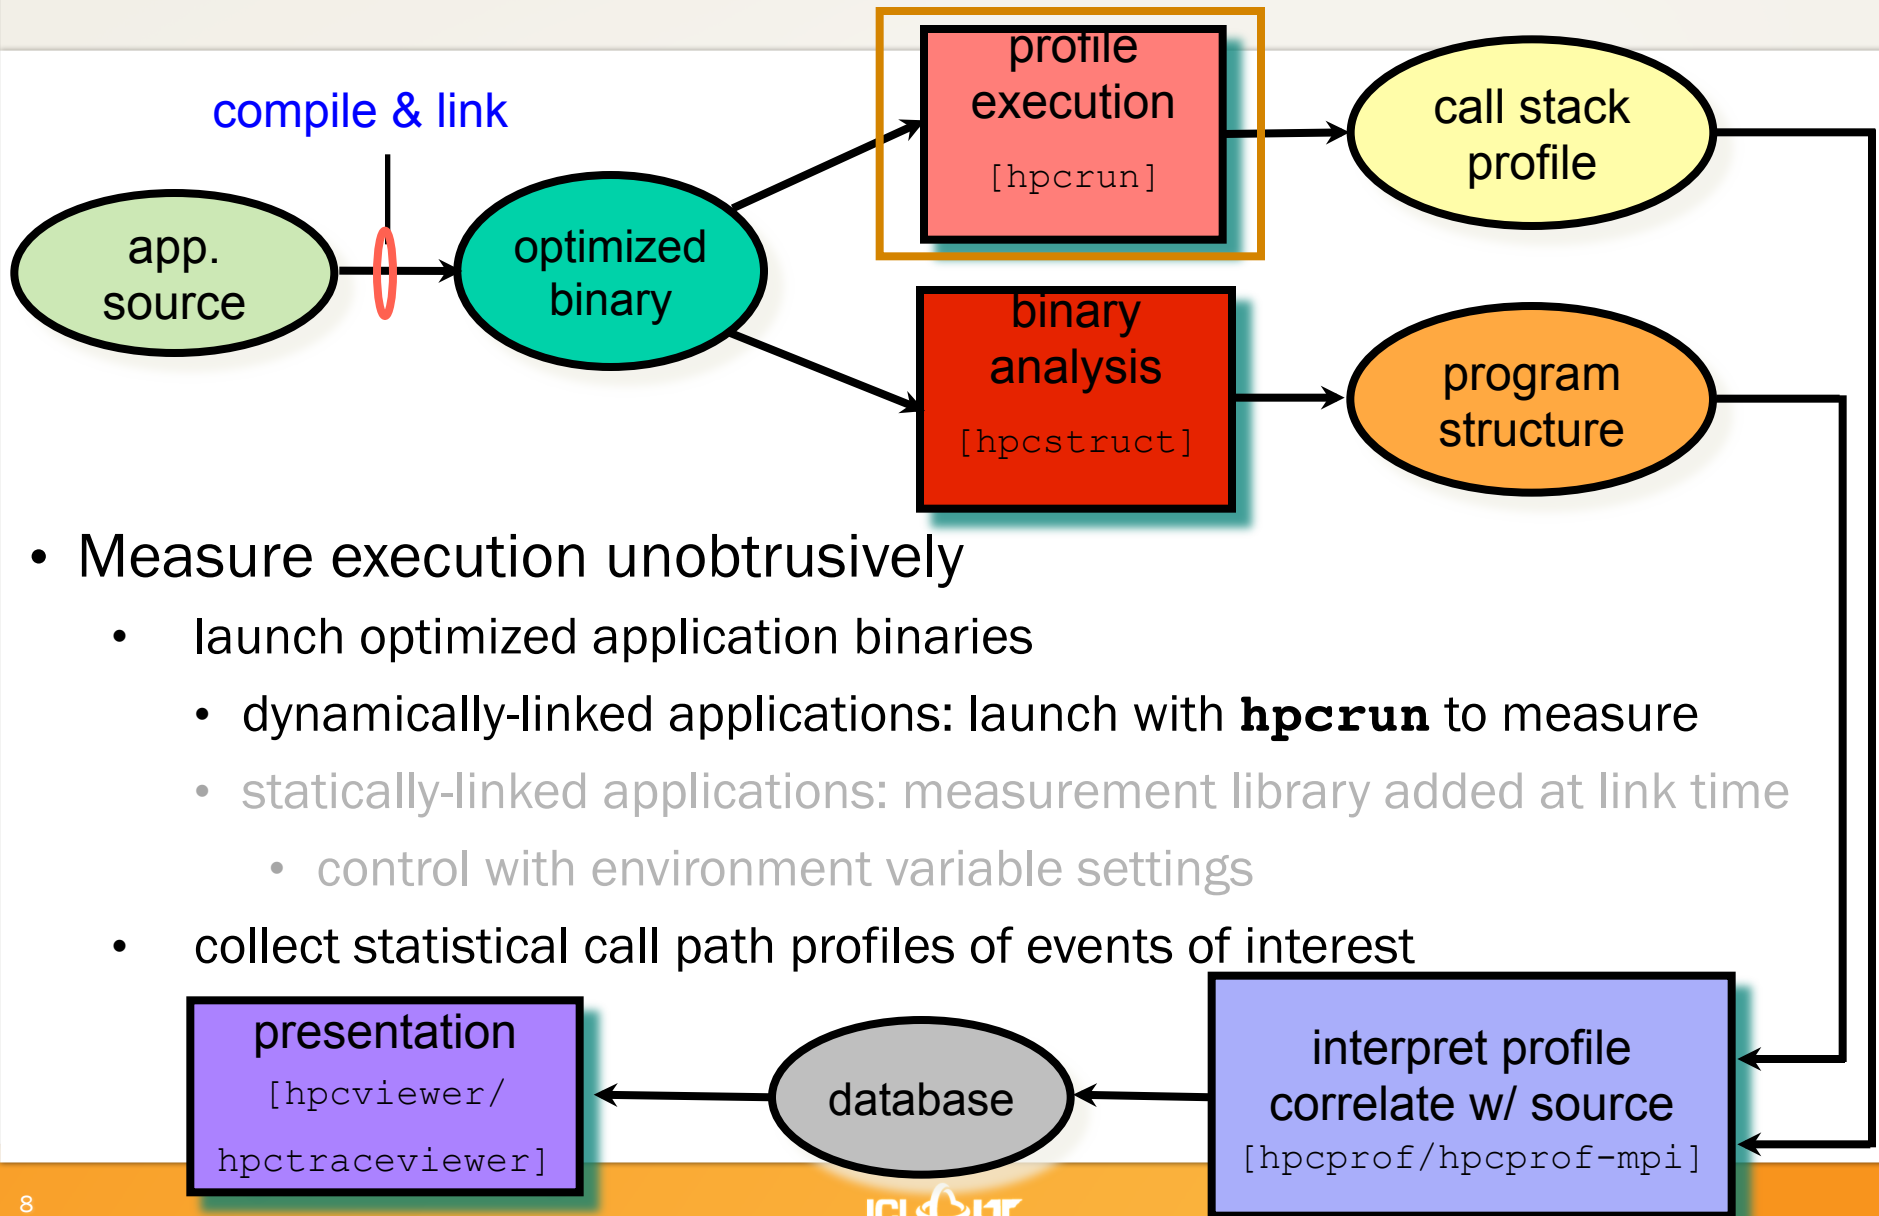 compile & link
profile
execution
[hpcrun]
call stack
profile
app.
source
optimized
binary
binary
analysis
[hpcstruct]
program
structure
• Measure execution unobtrusively
• launch optimized application binaries
• dynamically-linked applications: launch with hpcrun to measure
• statically-linked applications: measurement library added at link time
• control with environment variable settings
• collect statistical call path profiles of events of interest
presentation
[hpcviewer/
hpctraceviewer]
database
interpret profile
correlate w/ source
[hpcprof/hpcprof-mpi]
8